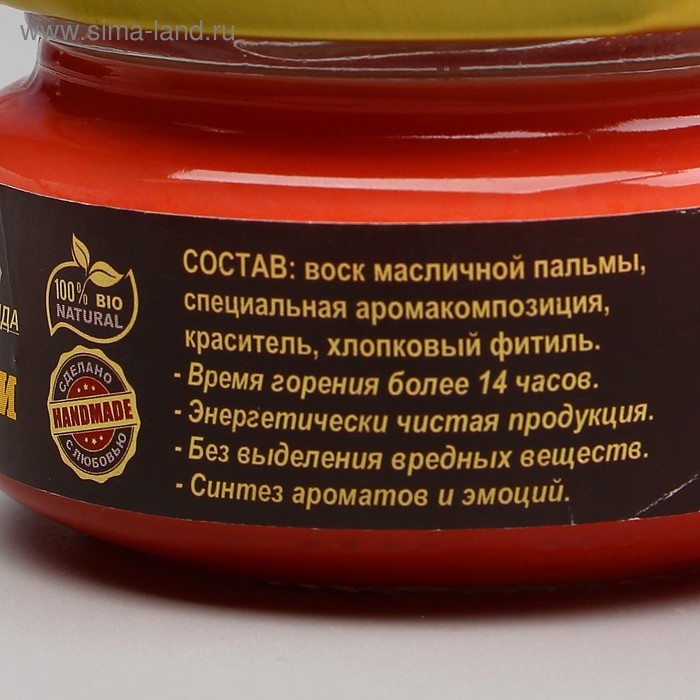 www.sima-land.ru
100% BIO
NATURAL
СДЕЛАНО
HANDMADE
С ЛЮБОВЬЮ
СОСТАВ: воск масличной пальмы,
специальная аромакомпозиция,
краситель, хлопковый фитиль.
- Время горения более 14 часов.
- Энергетически чистая продукция.
- Без выделения вредных веществ.
- Синтез ароматов и эмоций.